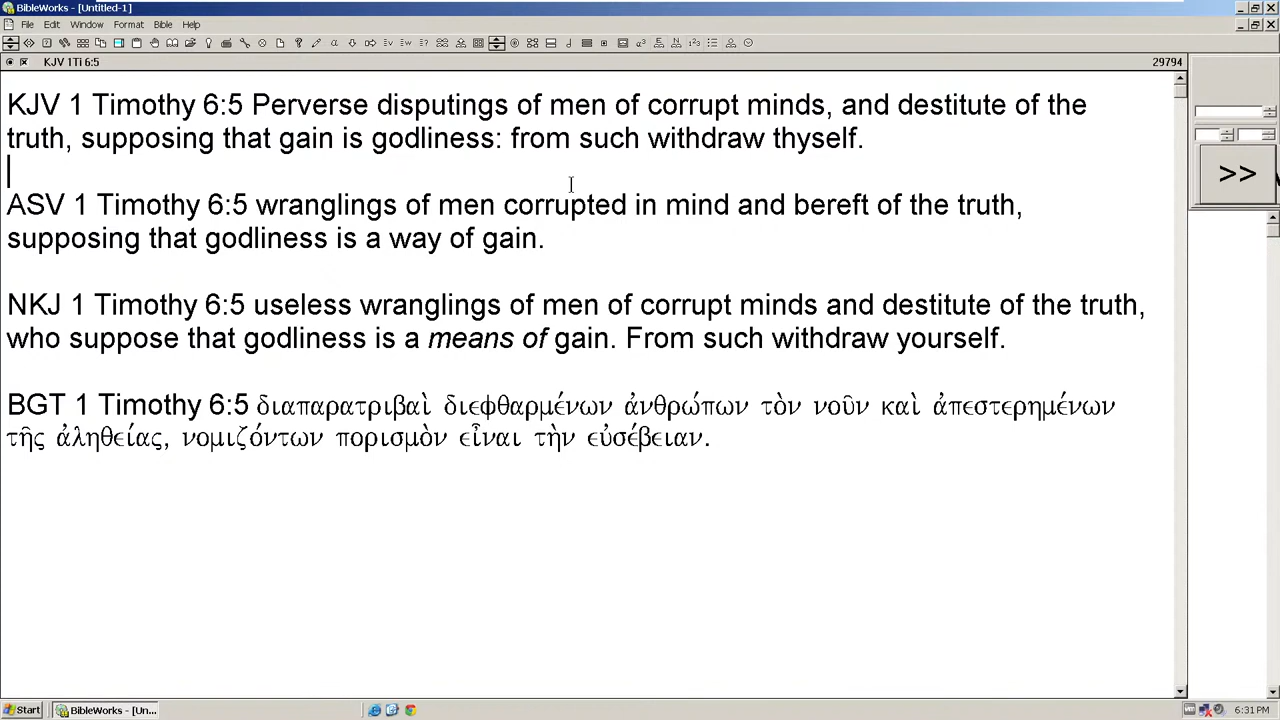 BibleWorks - [Untitled-1]
File Edit Window Format Bible Help
KJV 1Ti 6:5 29794
KJV 1 Timothy 6:5 Perverse disputings of men of corrupt minds, and destitute of the
truth, supposing that gain is godliness: from such withdraw thyself.
>>
ASV 1 Timothy 6:5 wranglings of men corrupted in mind and bereft of the truth,
supposing that godliness is a way of gain.
NKJ 1 Timothy 6:5 useless wranglings of men of corrupt minds and destitute of the truth,
who suppose that godliness is a means of gain. From such withdraw yourself.
BGT 1 Timothy 6:5 διαπαρατριβαὶ διεφθαρμένων ἀνθρώπων τὸν νοῦν καὶ ἀπεστερημένων
τῆς ἀληθείας, νομιζόντων πορισμὸν εἶναι τὴν εὐσέβειαν.
Start BibleWorks - [Un... 6:31 PM